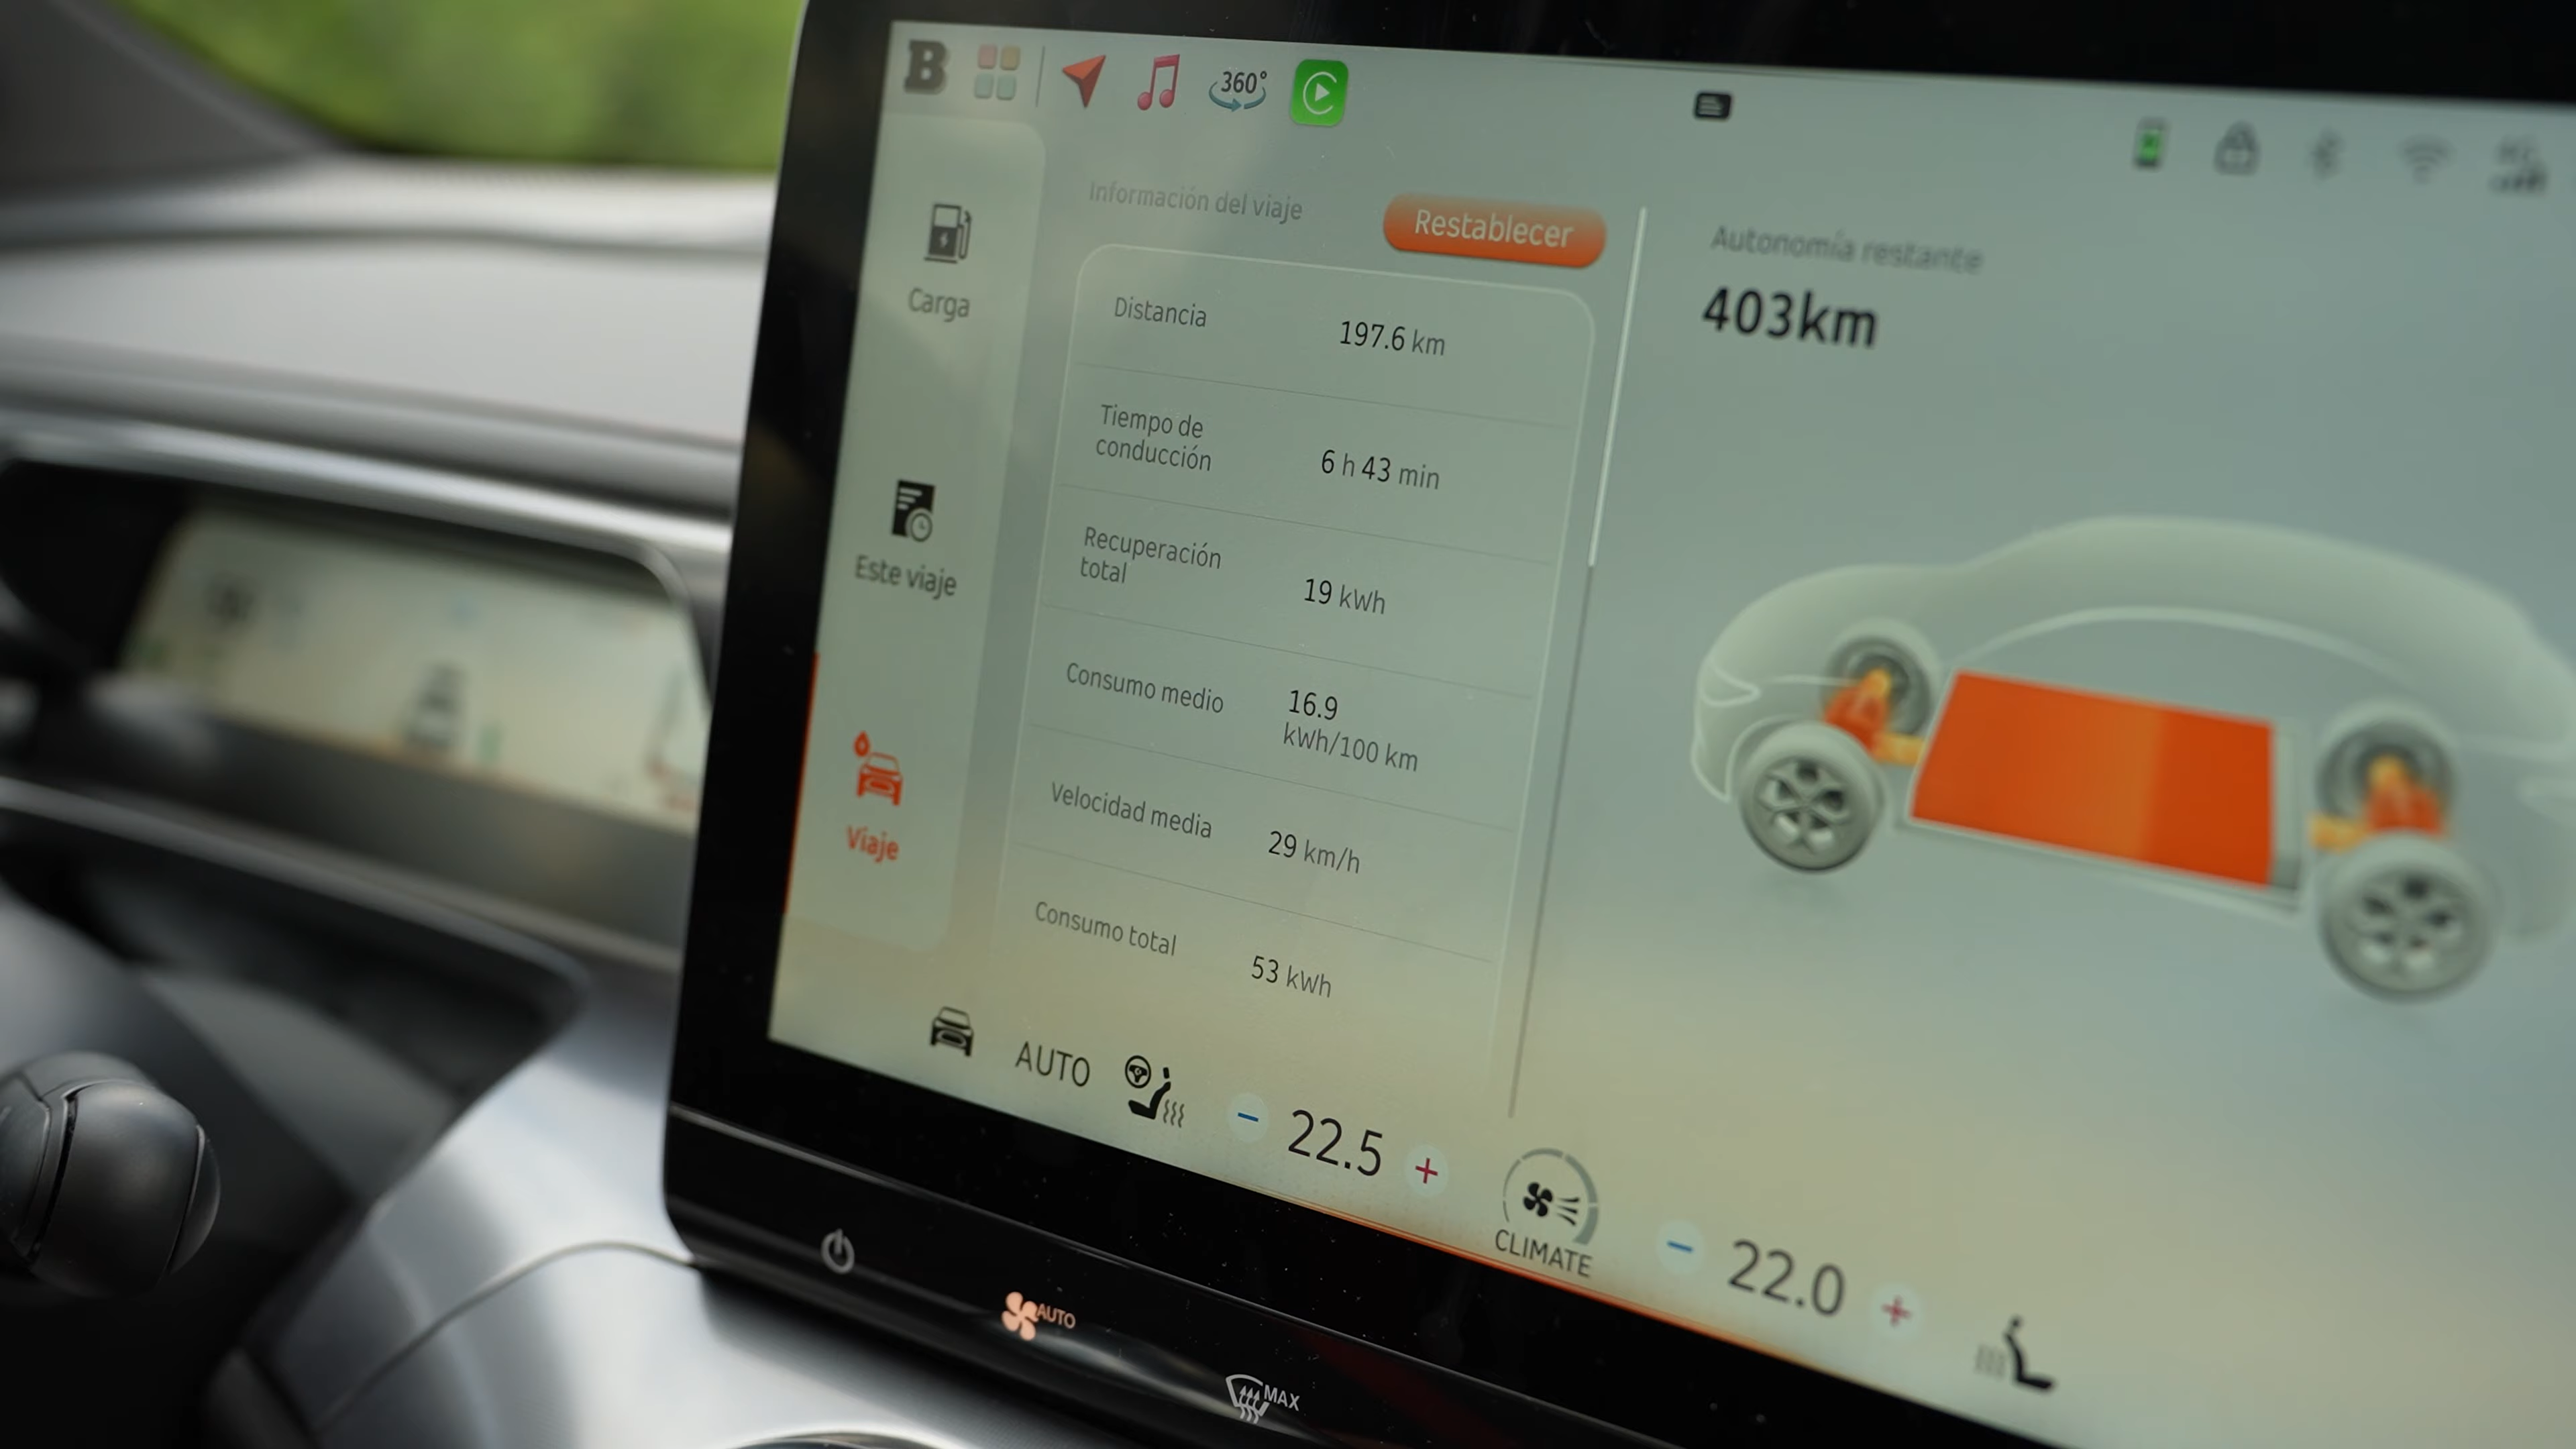 B
360°
Información del viaje
Restablecer
Autonomía restante
403km
Carga
Este viaje
Viaje
Distancia
197.6 km
Tiempo de
conducción
6 h 43 min
Recuperación
total
19 kWh
Consumo medio
16.9
kWh/100 km
Velocidad media
29 km/h
Consumo total
53 kWh
AUTO
− 22.5 +
CLIMATE
− 22.0 +
AUTO
MAX